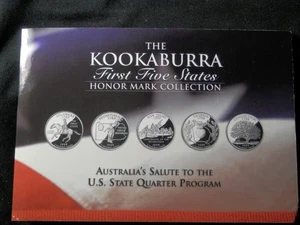 THE
KOOKABURRA
First Five States
HONOR MARK COLLECTION
AUSTRALIA'S SALUTE TO THE
U.S. STATE QUARTER PROGRAM